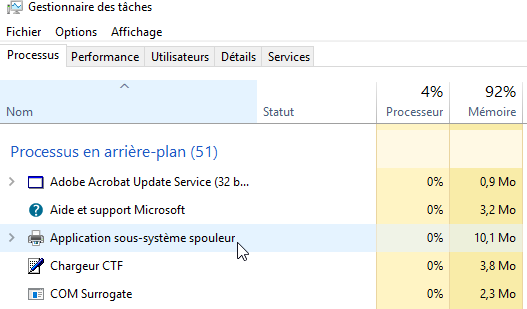 Gestionnaire des tâches
Fichier Options Affichage
Processus Performance Utilisateurs Détails Services
4% 92%
Nom Statut Processeur Mémoire
Processus en arrière-plan (51)
Adobe Acrobat Update Service (32 b... 0% 0,9 Mo
Aide et support Microsoft 0% 3,2 Mo
Application sous-système spouleur 0% 10,1 Mo
Chargeur CTF 0% 3,8 Mo
COM Surrogate 0% 2,3 Mo